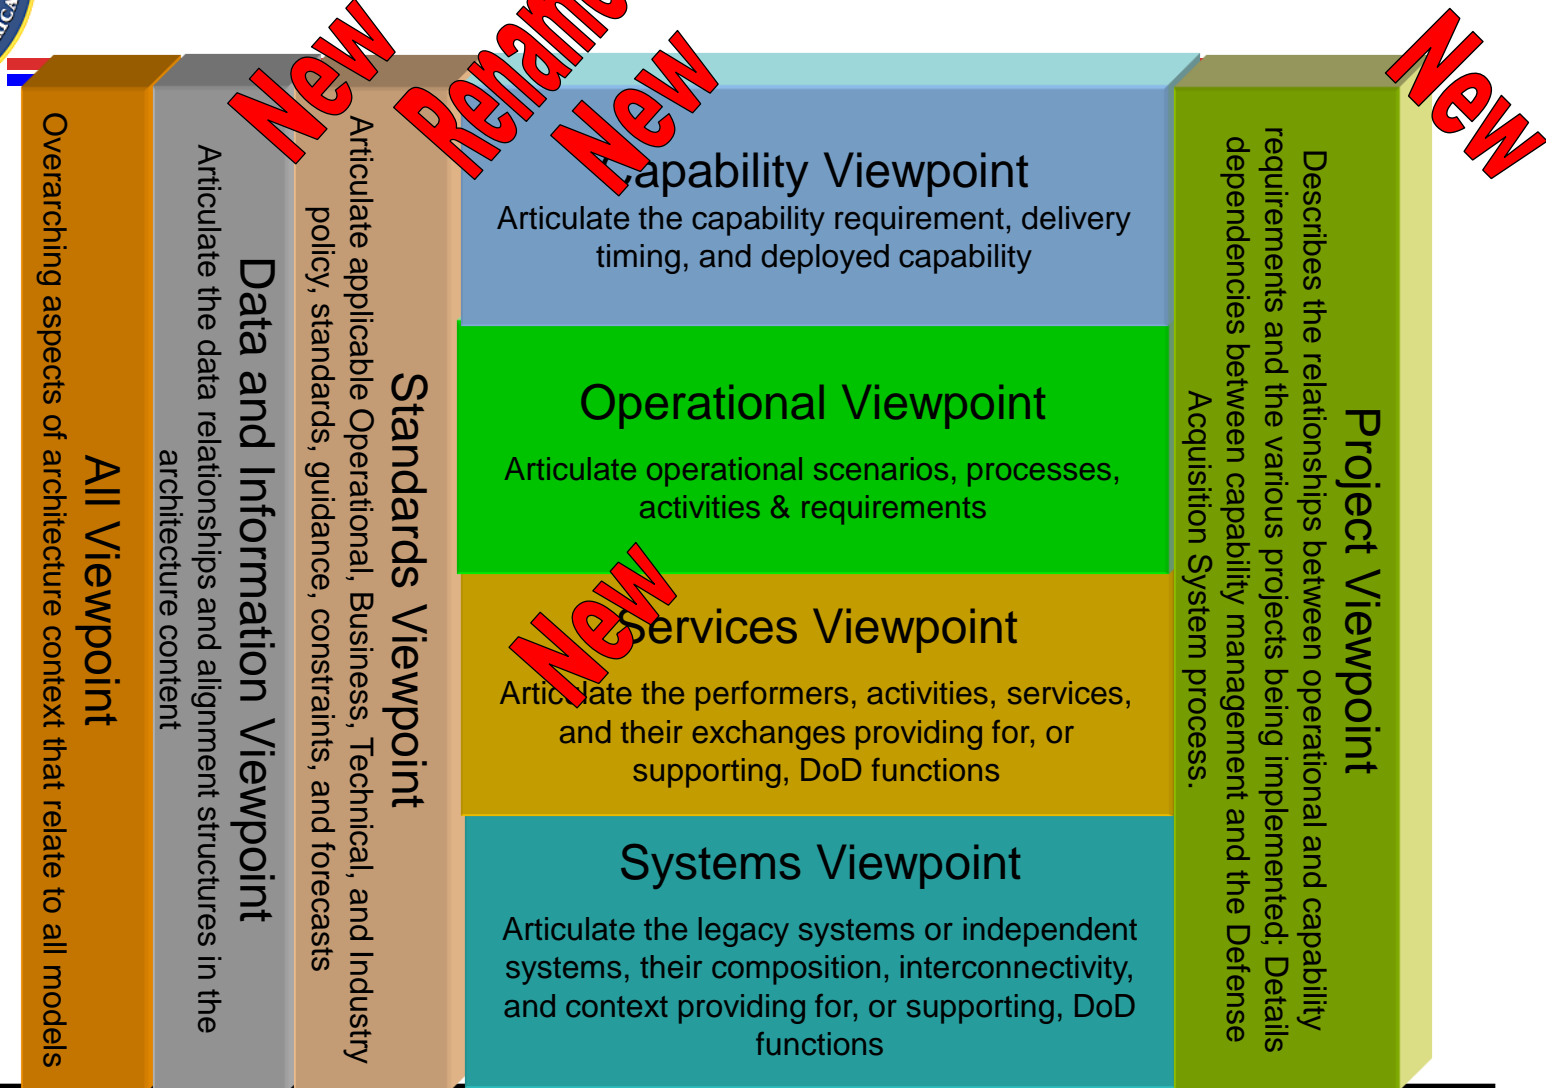 New
New
New
All Viewpoint
Overarching aspects of architecture context that relate to all models
Data and Information Viewpoint
Articulate the data relationships and alignment structures in the
architecture content
Standards Viewpoint
Articulate applicable Operational, Business, Technical, and Industry
policy, standards, guidance, constraints, and forecasts
Capability Viewpoint
Articulate the capability requirement, delivery
timing, and deployed capability
Operational Viewpoint
Articulate operational scenarios, processes,
activities & requirements
New
Services Viewpoint
Articulate the performers, activities, services,
and their exchanges providing for, or
supporting, DoD functions
Systems Viewpoint
Articulate the legacy systems or independent
systems, their composition, interconnectivity,
and context providing for, or supporting, DoD
functions
Project Viewpoint
Describes the relationships between operational and capability
requirements and the various projects being implemented; Details
dependencies between capability management and the Defense
Acquisition System process.